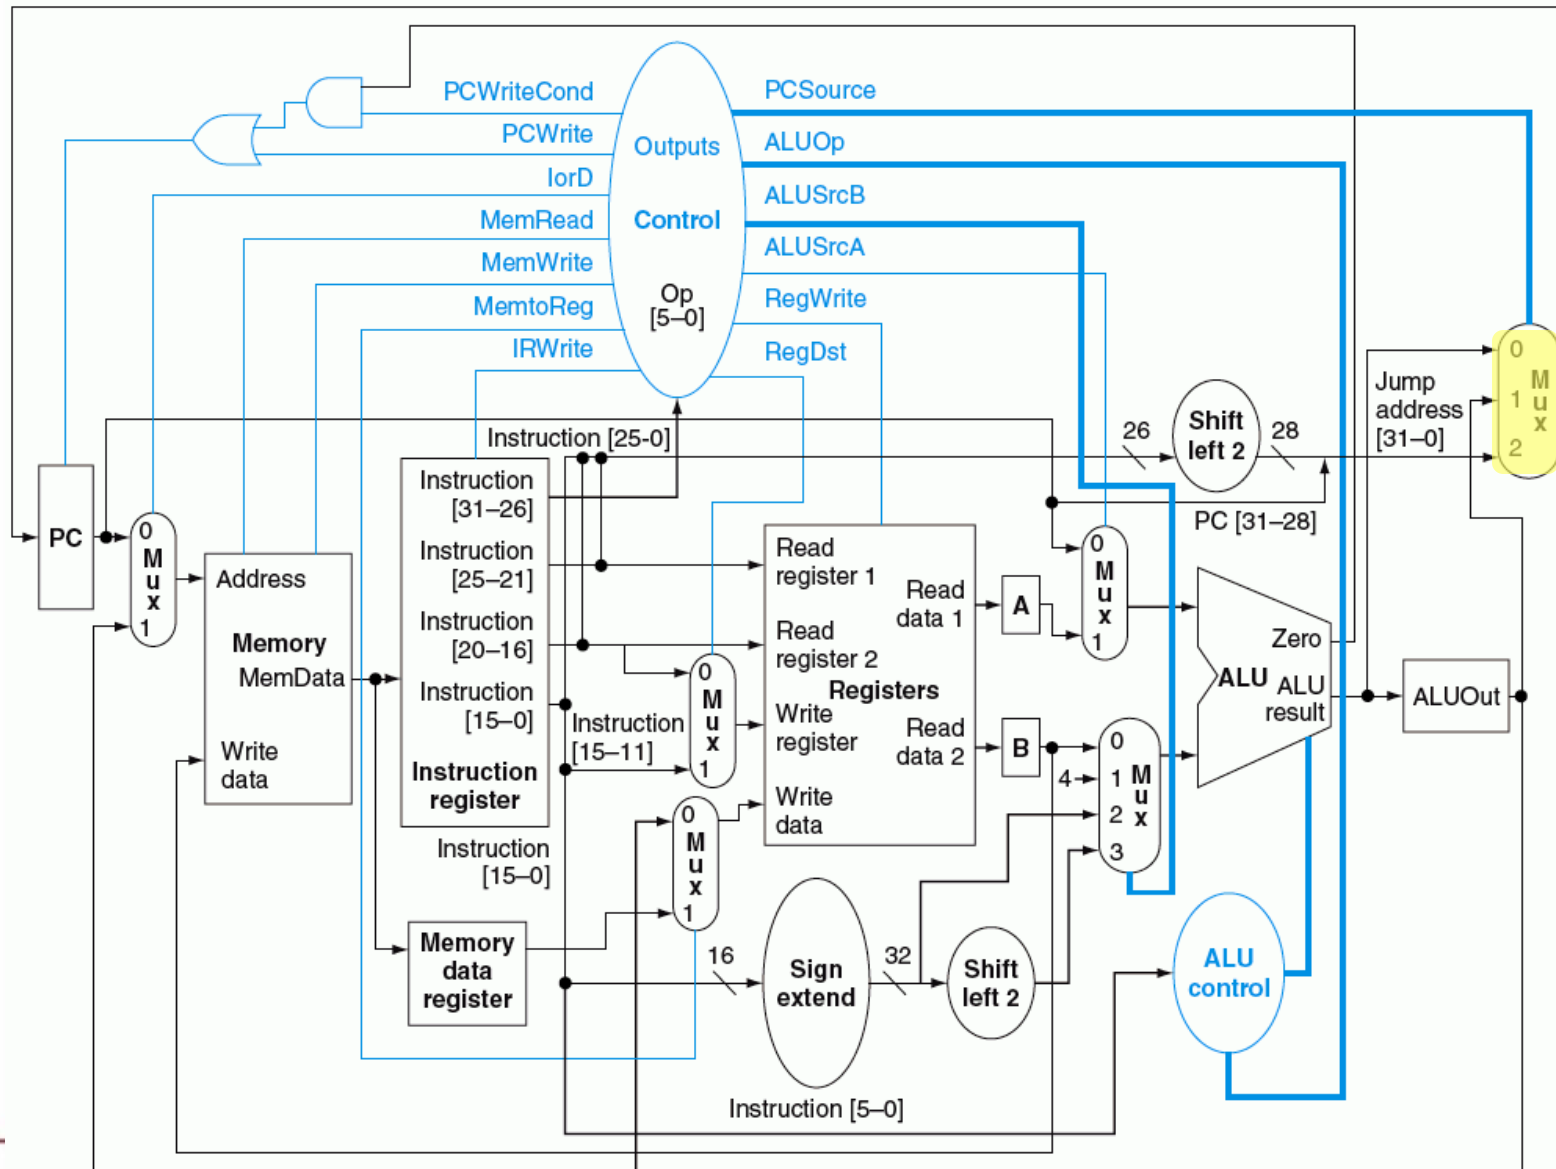 PCWriteCond
PCWrite
IorD
MemRead
MemWrite
MemtoReg
IRWrite
Outputs
Control
Op
[5–0]
PCSource
ALUOp
ALUSrcB
ALUSrcA
RegWrite
RegDst
PC
0
M
u
x
1
Address
Memory
MemData
Write
data
Instruction [25-0]
Instruction
[31–26]
Instruction
[25–21]
Instruction
[20–16]
Instruction
[15–0]
Instruction
register
Instruction
[15–0]
Memory
data
register
Instruction
[15–11]
0
M
u
x
1
0
M
u
x
1
Read
register 1
Read
register 2
Registers
Write
register
Write
data
Read
data 1
Read
data 2
A
B
16
Sign
extend
32
Shift
left 2
Instruction [5–0]
0
M
u
x
1
4
0
1
2
3
M
u
x
26
Shift
left 2
28
PC [31–28]
Jump
address
[31–0]
0
1
2
M
u
x
Zero
ALU
ALU
result
ALUOut
ALU
control